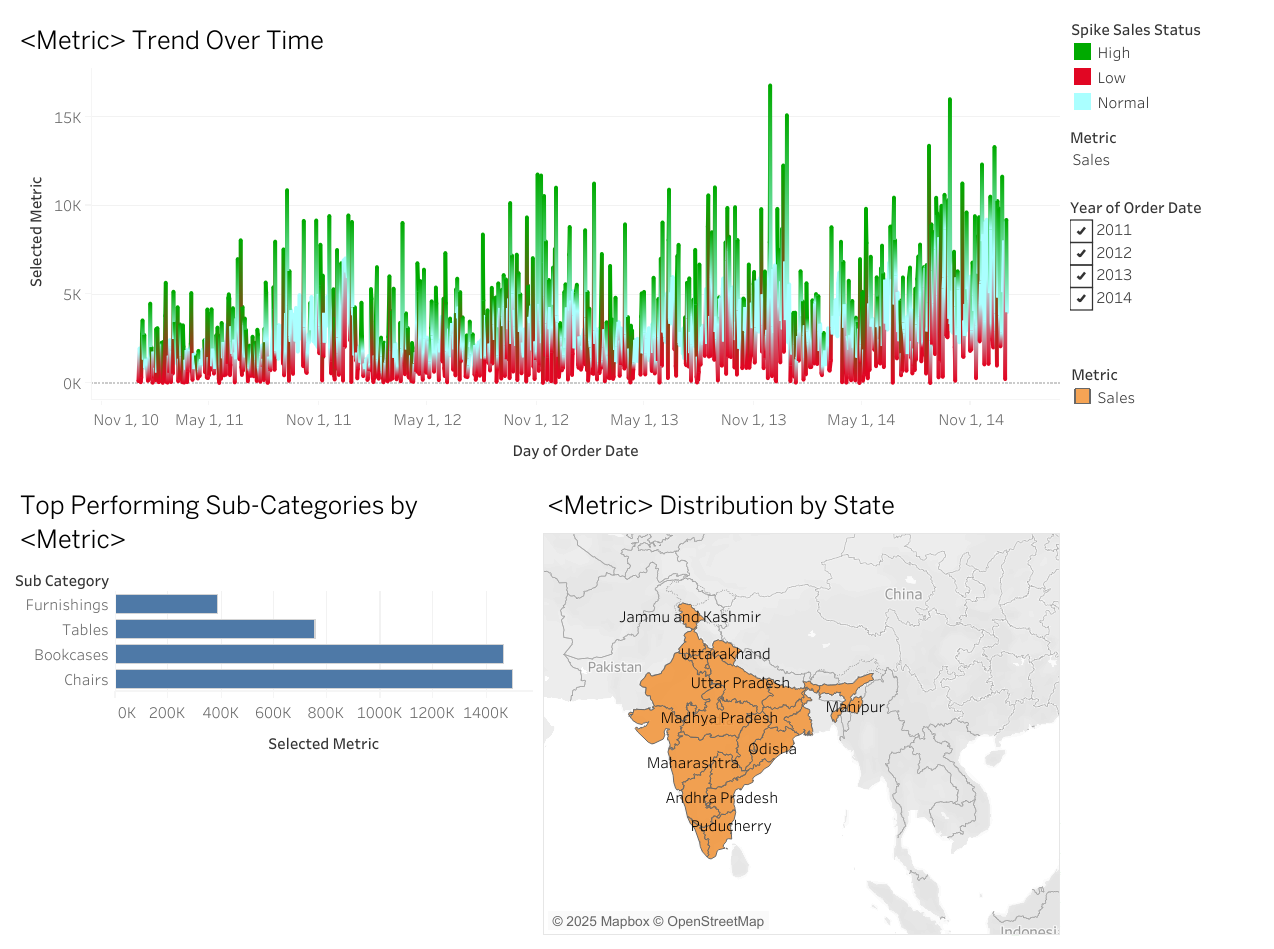 <Metric> Trend Over Time
15K
10K
5K
0K
Selected Metric
Nov 1, 10 May 1, 11 Nov 1, 11 May 1, 12 Nov 1, 12 May 1, 13 Nov 1, 13 May 1, 14 Nov 1, 14
Day of Order Date
Spike Sales Status
High
Low
Normal
Metric
Sales
Year of Order Date
2011
2012
2013
2014
Metric
Sales
Top Performing Sub-Categories by
<Metric>
Sub Category
Furnishings
Tables
Bookcases
Chairs
0K 200K 400K 600K 800K 1000K 1200K 1400K
Selected Metric
<Metric> Distribution by State
China
Jammu and Kashmir
Uttarakhand
Pakistan
Uttar Pradesh
Manipur
Madhya Pradesh
Odisha
Maharashtra
Andhra Pradesh
Puducherry
© 2025 Mapbox © OpenStreetMap
Indonesi